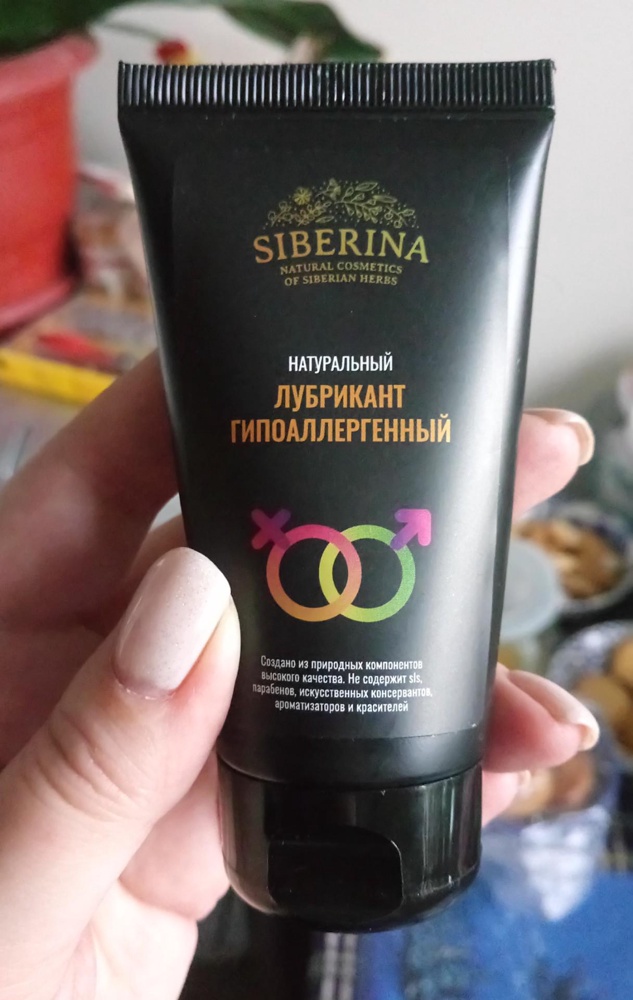 SIBERINA
NATURAL COSMETICS
OF SIBERIAN HERBS
НАТУРАЛЬНЫЙ
ЛУБРИКАНТ
ГИПОАЛЛЕРГЕННЫЙ
Создано из природных компонентов
высокого качества. Не содержит sls,
парабенов, искусственных консервантов,
ароматизаторов и красителей